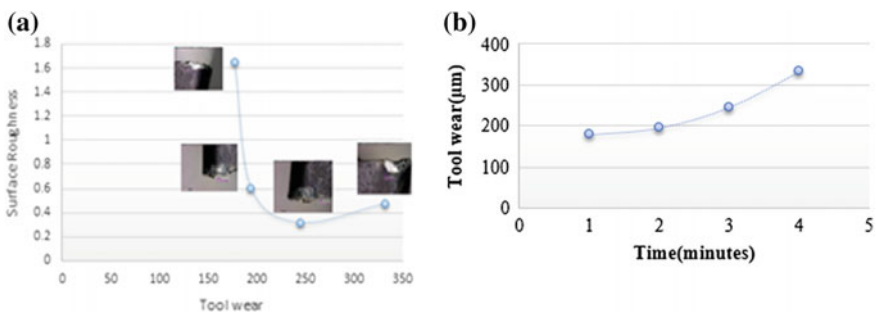 (a)
1.8
1.6
1.4
1.2
1
0.8
0.6
0.4
0.2
0
Surface Roughness
0 50 100 150 200 250 300 350
Tool wear
(b)
400
300
200
100
0
Tool wear(µm)
0 1 2 3 4 5
Time(minutes)